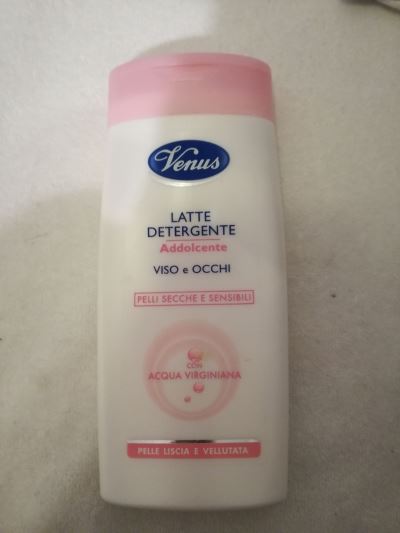 Venus
LATTE
DETERGENTE
Addolcente
VISO e OCCHI
PELLI SECCHE E SENSIBILI
CON
ACQUA VIRGINIANA
PELLE LISCIA E VELLUTATA